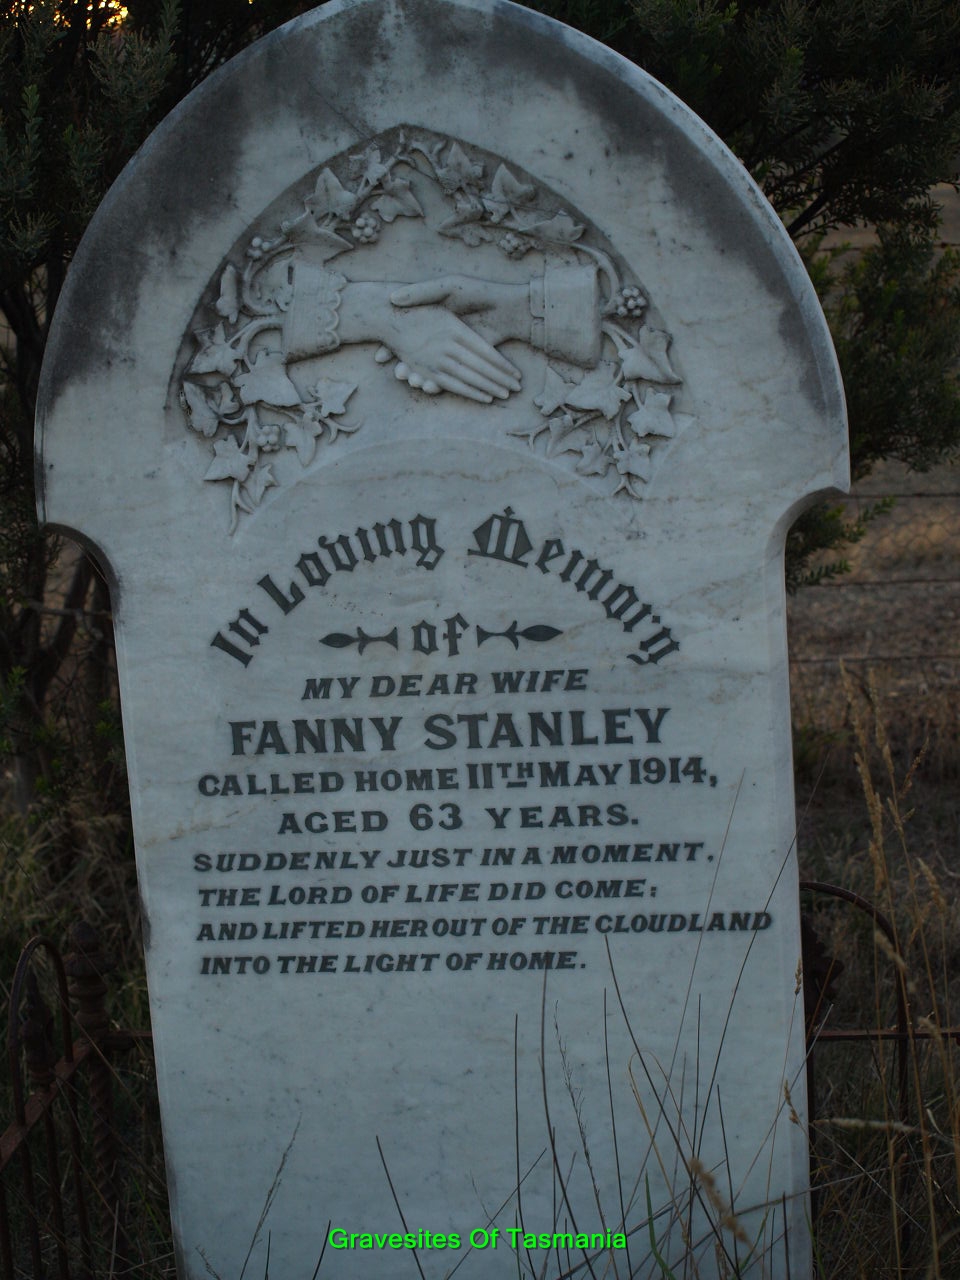 In Loving Memory
of
MY DEAR WIFE
FANNY STANLEY
CALLED HOME 11TH MAY 1914,
AGED 63 YEARS.
SUDDENLY JUST IN A MOMENT,
THE LORD OF LIFE DID COME:
AND LIFTED HER OUT OF THE CLOUDLAND
INTO THE LIGHT OF HOME.
Gravesites Of Tasmania